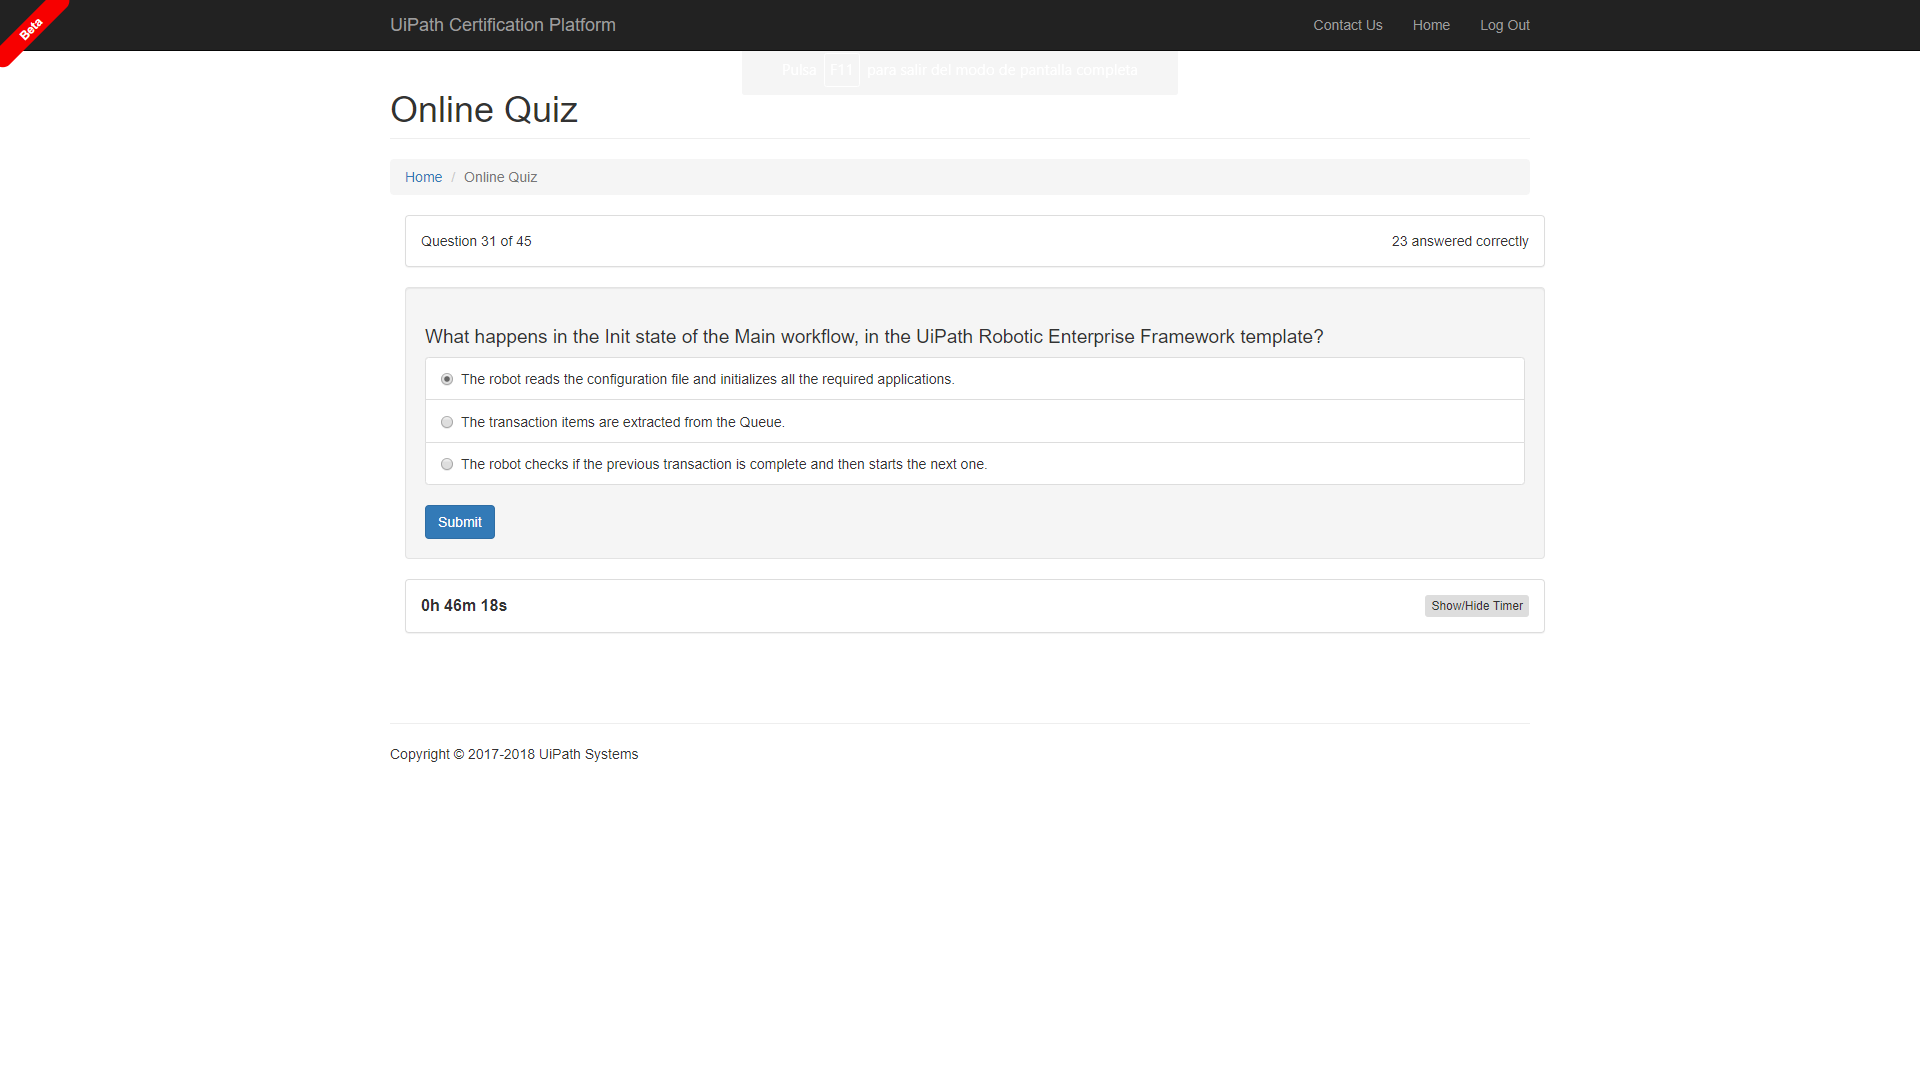 Beta
UiPath Certification Platform
Contact Us
Home
Log Out
Pulsa F11 para salir del modo de pantalla completa
Online Quiz
Home / Online Quiz
Question 31 of 45
23 answered correctly
What happens in the Init state of the Main workflow, in the UiPath Robotic Enterprise Framework template?
The robot reads the configuration file and initializes all the required applications.
The transaction items are extracted from the Queue.
The robot checks if the previous transaction is complete and then starts the next one.
Submit
0h 46m 18s
Show/Hide Timer
Copyright © 2017-2018 UiPath Systems